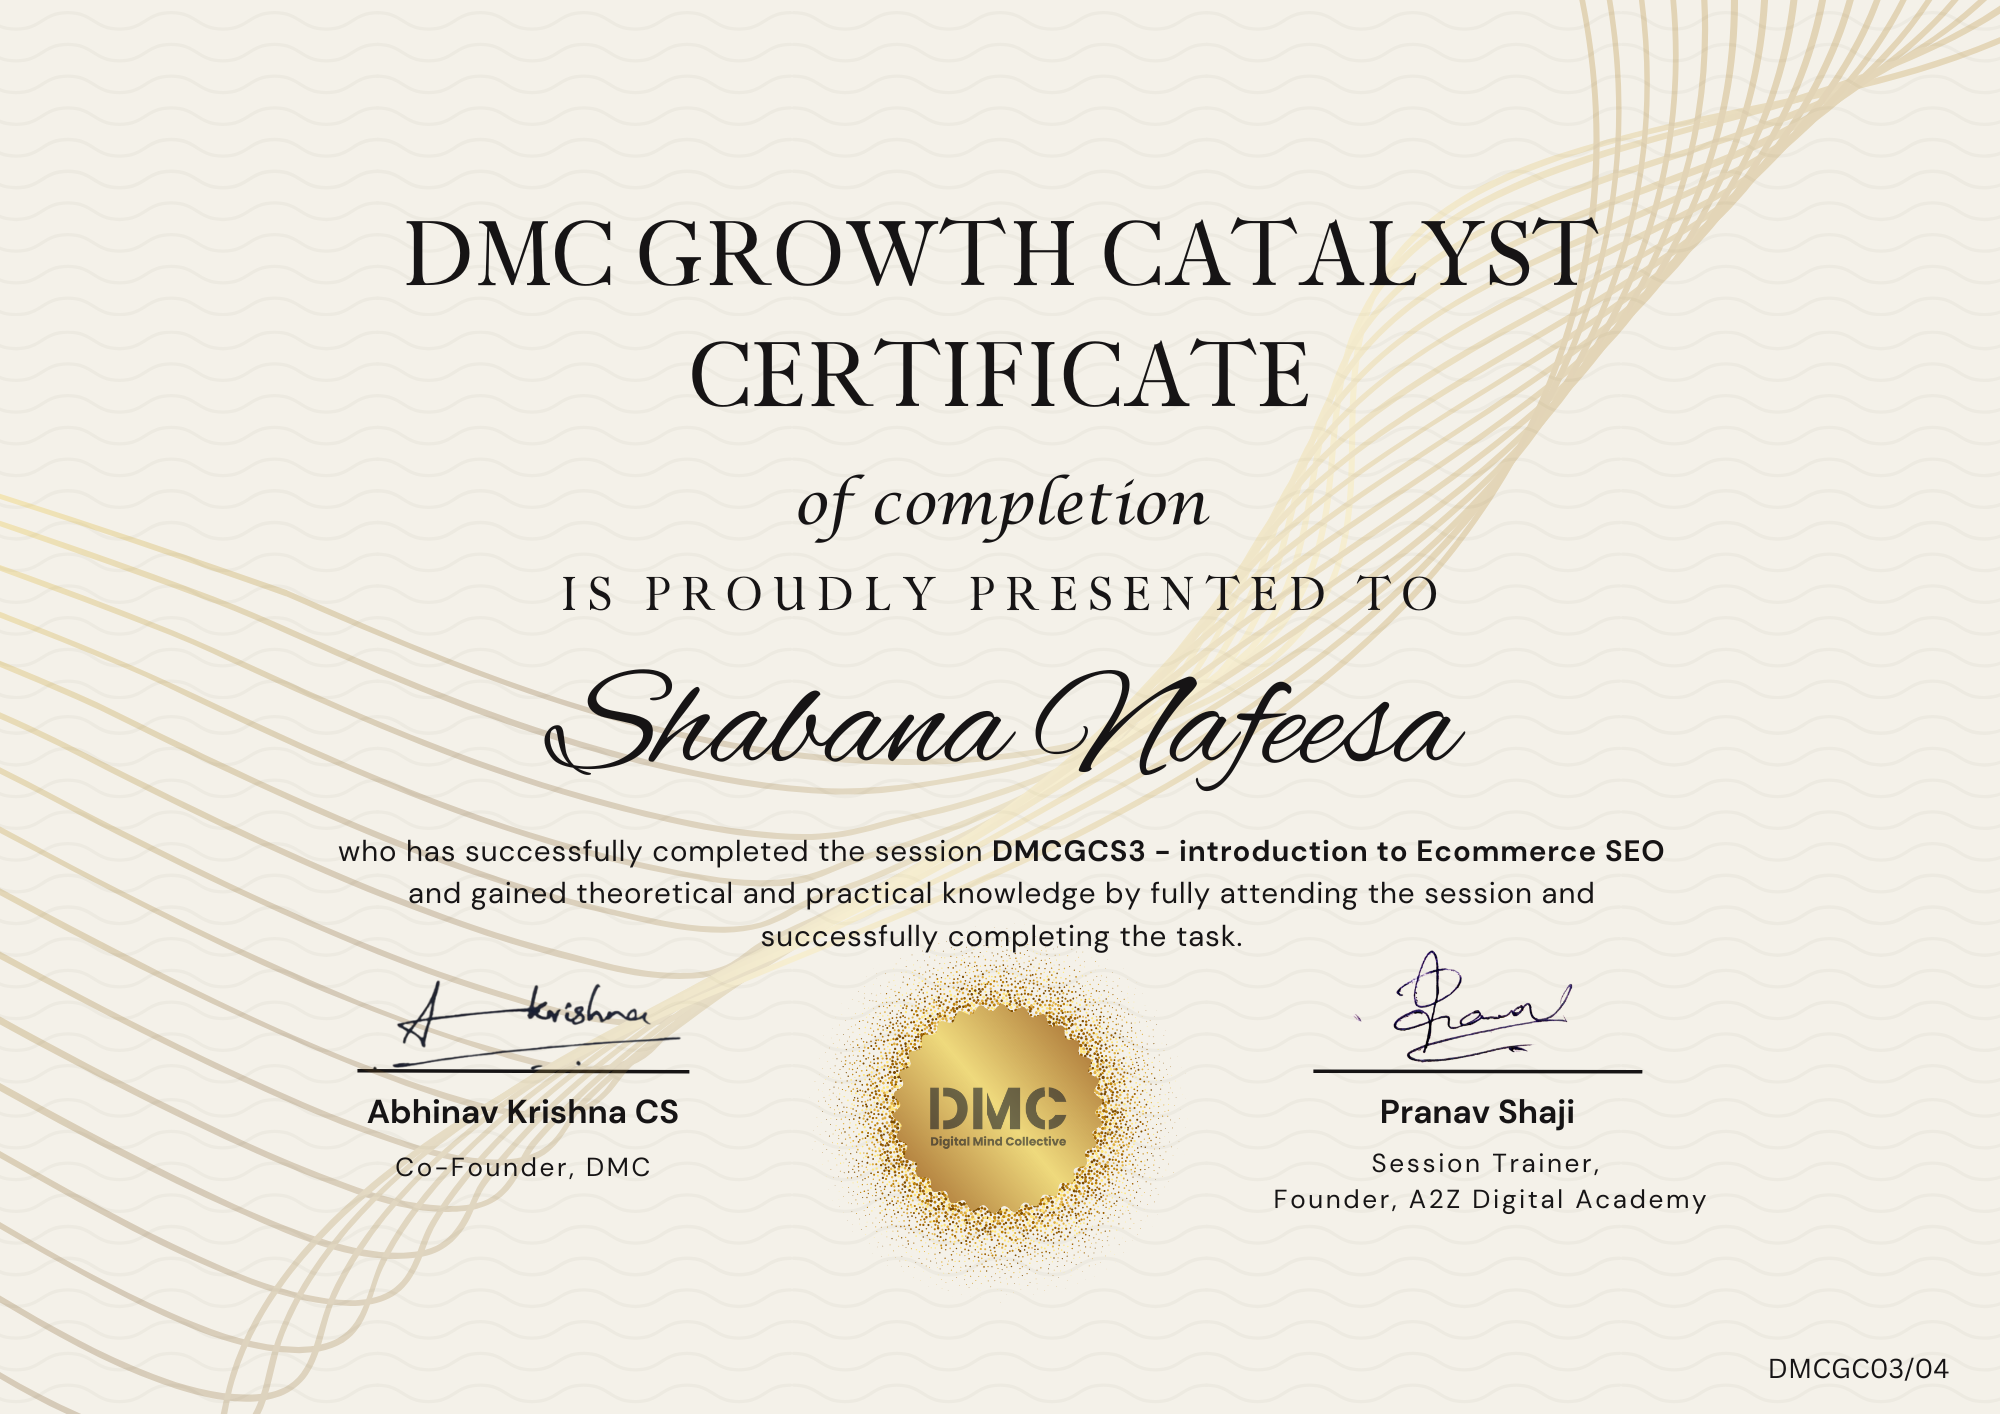 DMC GROWTH CATALYST
CERTIFICATE
of completion
IS PROUDLY PRESENTED TO
Shabana Nafeesa
who has successfully completed the session DMCGCS3 - introduction to Ecommerce SEO
and gained theoretical and practical knowledge by fully attending the session and
successfully completing the task.
A krishna
Pranav
Abhinav Krishna CS
Co-Founder, DMC
DMC
Digital Mind Collective
Pranav Shaji
Session Trainer,
Founder, A2Z Digital Academy
DMCGC03/04